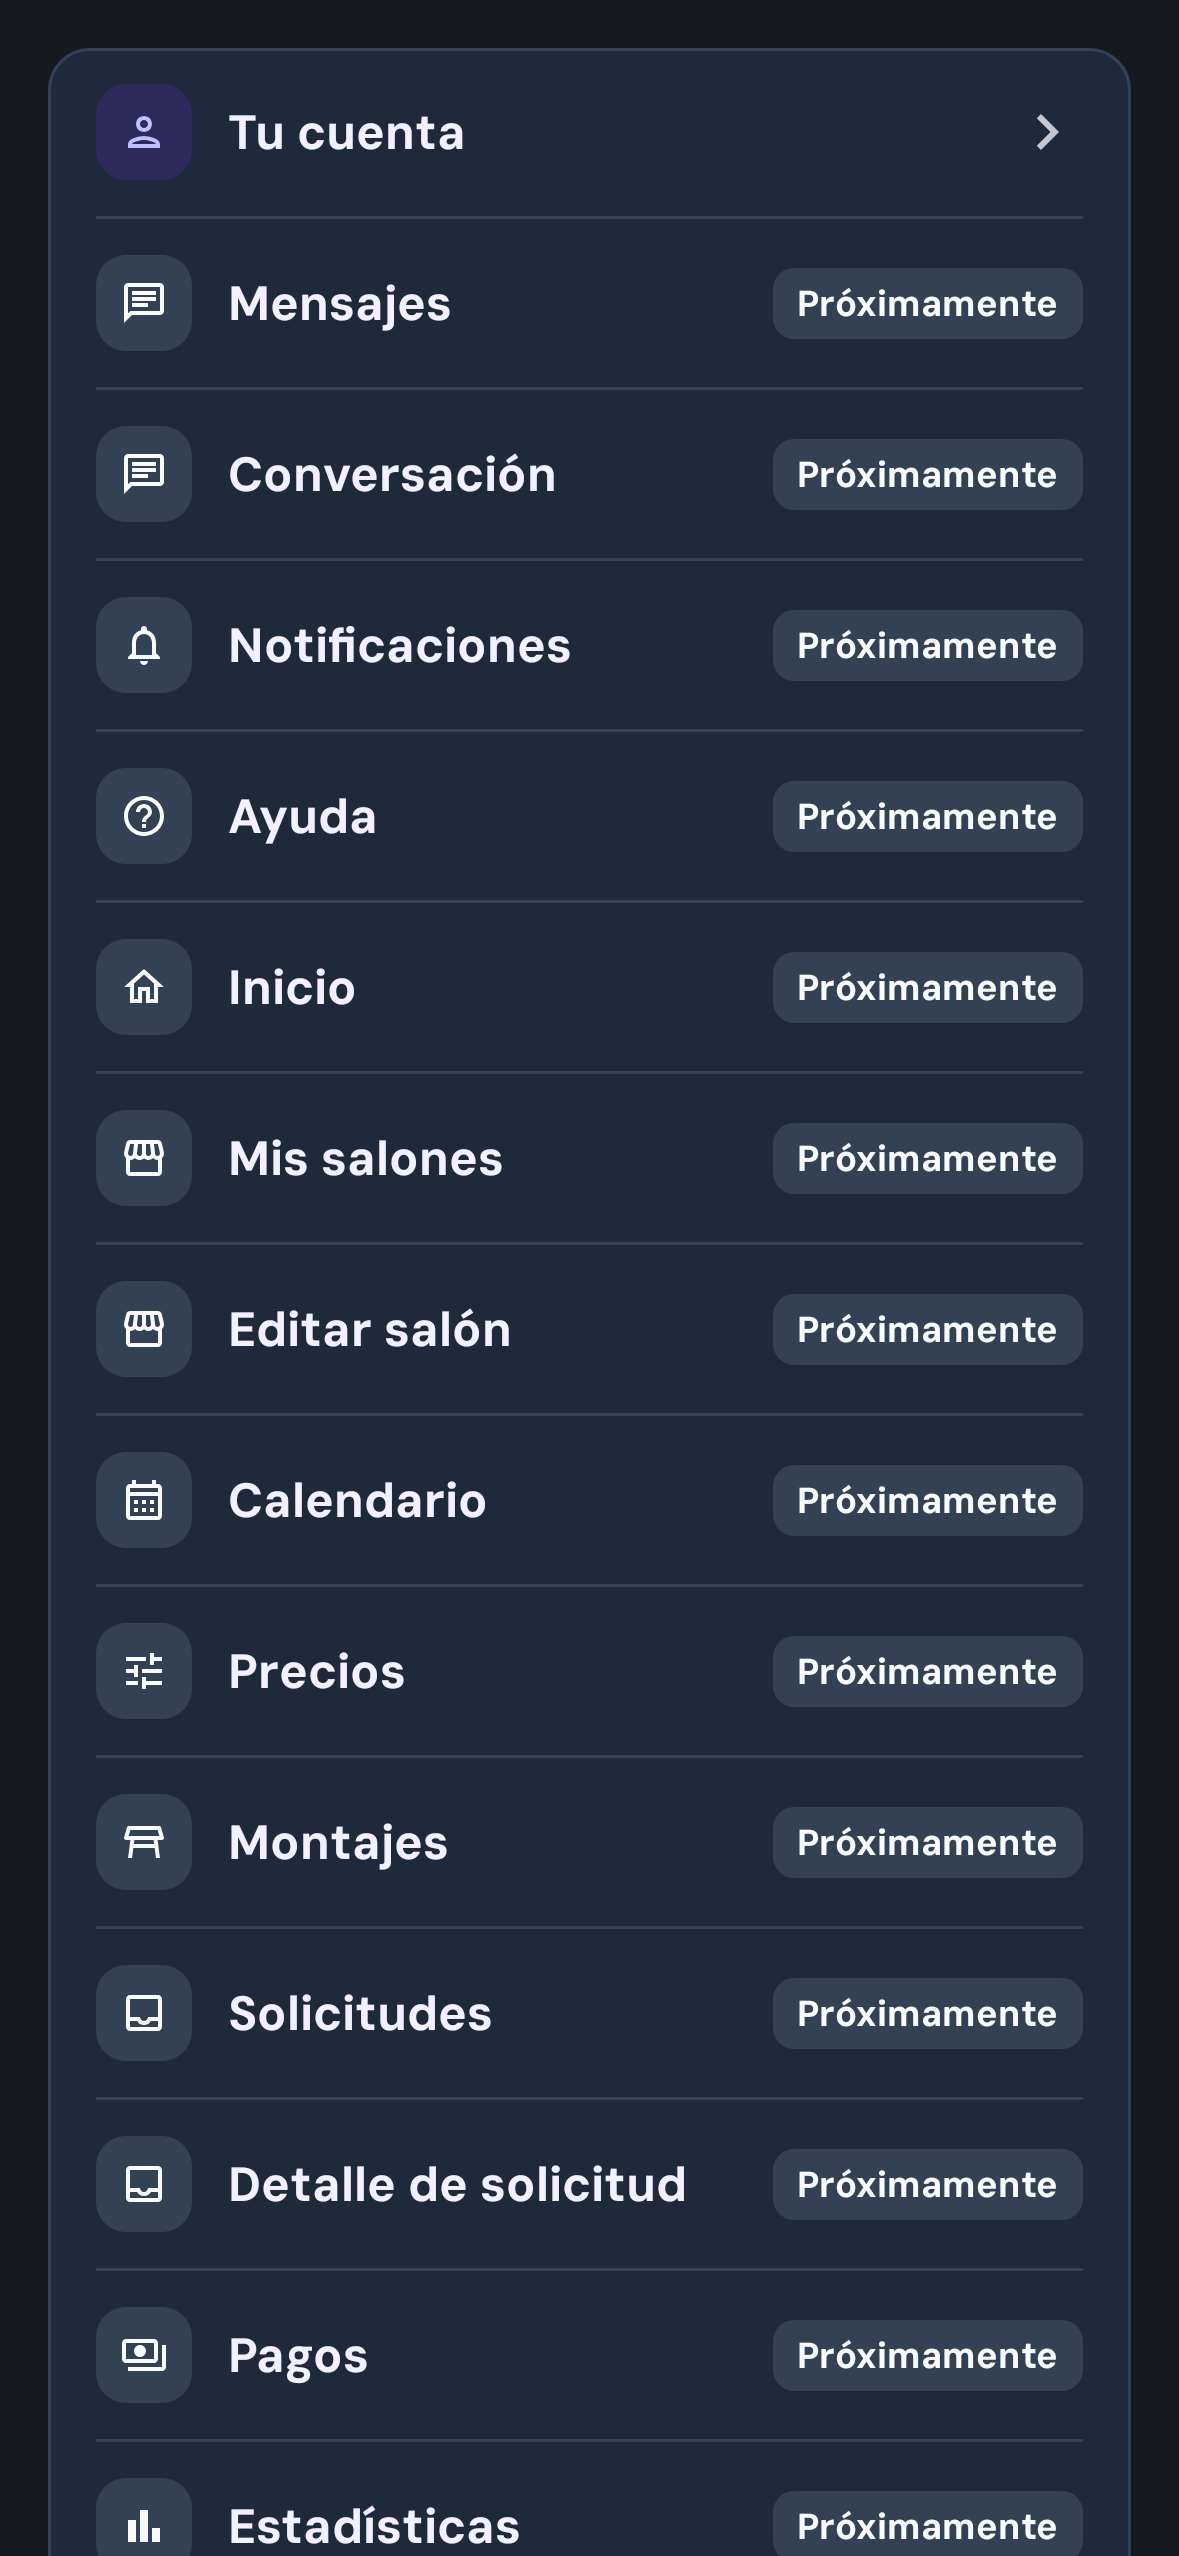 Tu cuenta
Mensajes Próximamente
Conversación Próximamente
Notificaciones Próximamente
Ayuda Próximamente
Inicio Próximamente
Mis salones Próximamente
Editar salón Próximamente
Calendario Próximamente
Precios Próximamente
Montajes Próximamente
Solicitudes Próximamente
Detalle de solicitud Próximamente
Pagos Próximamente
Estadísticas Próximamente